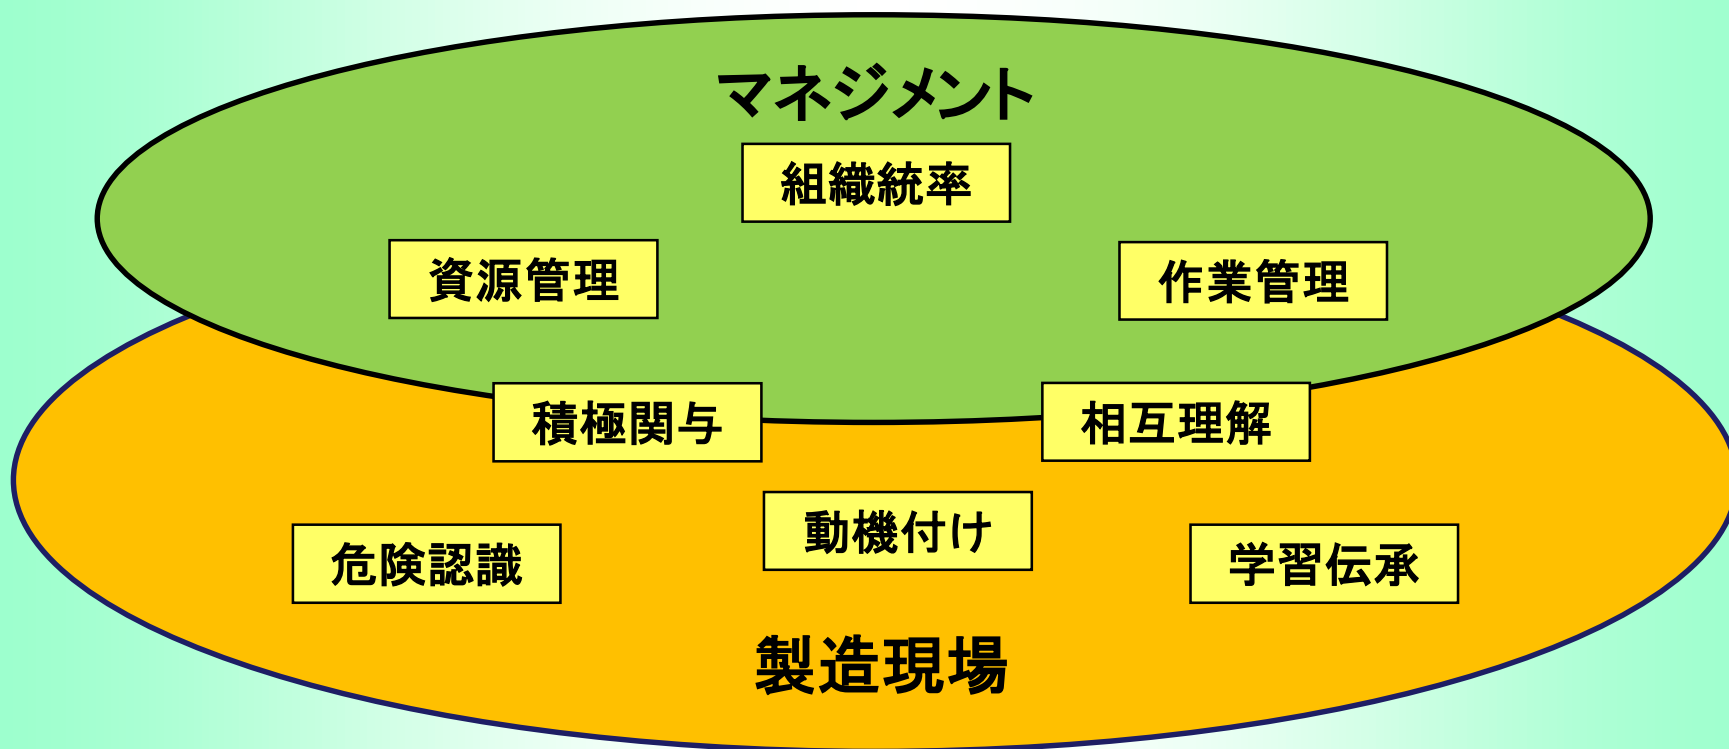 マネジメント
組織統率
資源管理
作業管理
積極関与
相互理解
動機付け
危険認識
学習伝承
製造現場